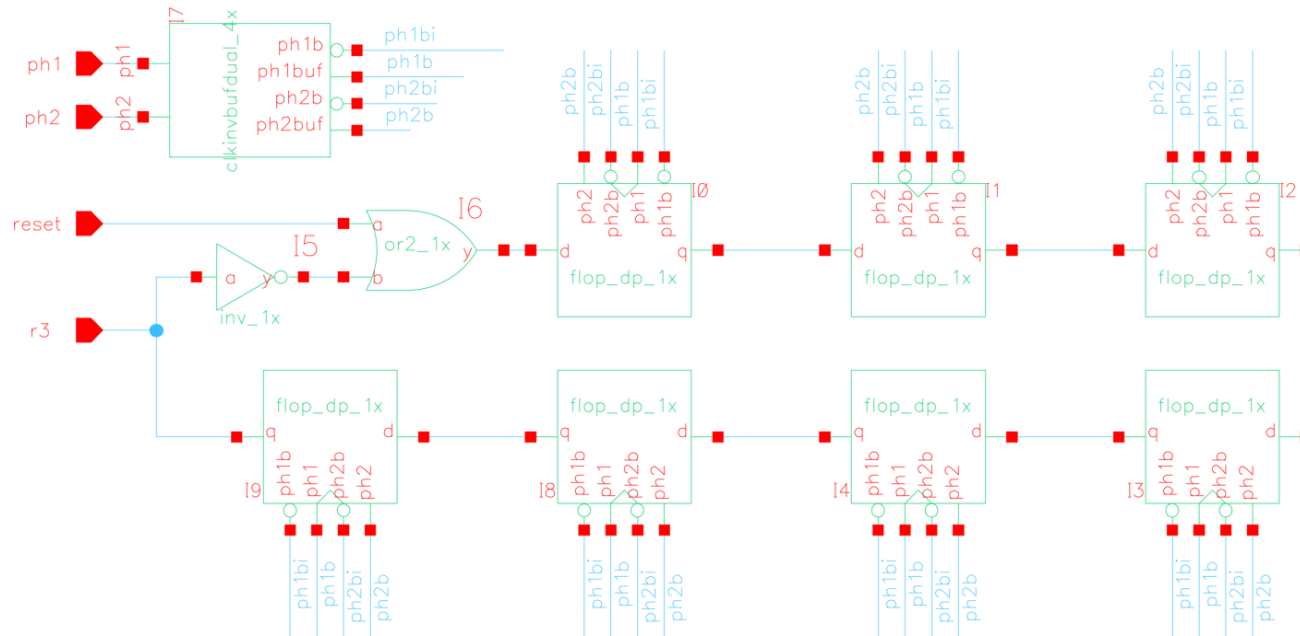 I7
clkinvbufdual_4x
ph1
ph1
ph2
ph2
ph1b
ph1buf
ph2b
ph2buf
ph1bi
ph1b
ph2bi
ph2b
reset
r3
I5
a
y
inv_1x
I6
a
or2_1x
b
y
ph2b
ph2bi
ph1b
ph1bi
I0
ph2
ph2b
ph1
ph1b
d
q
flop_dp_1x
ph2b
ph2bi
ph1b
ph1bi
I1
ph2
ph2b
ph1
ph1b
d
q
flop_dp_1x
ph2b
ph2bi
ph1b
ph1bi
I2
ph2
ph2b
ph1
ph1b
d
q
flop_dp_1x
flop_dp_1x
q
d
ph1b
ph1
ph2b
ph2
I9
ph1bi
ph1b
ph2bi
ph2b
flop_dp_1x
q
d
ph1b
ph1
ph2b
ph2
I8
ph1bi
ph1b
ph2bi
ph2b
flop_dp_1x
q
d
ph1b
ph1
ph2b
ph2
I4
ph1bi
ph1b
ph2bi
ph2b
flop_dp_1x
q
d
ph1b
ph1
ph2b
ph2
I3
ph1bi
ph1b
ph2bi
ph2b